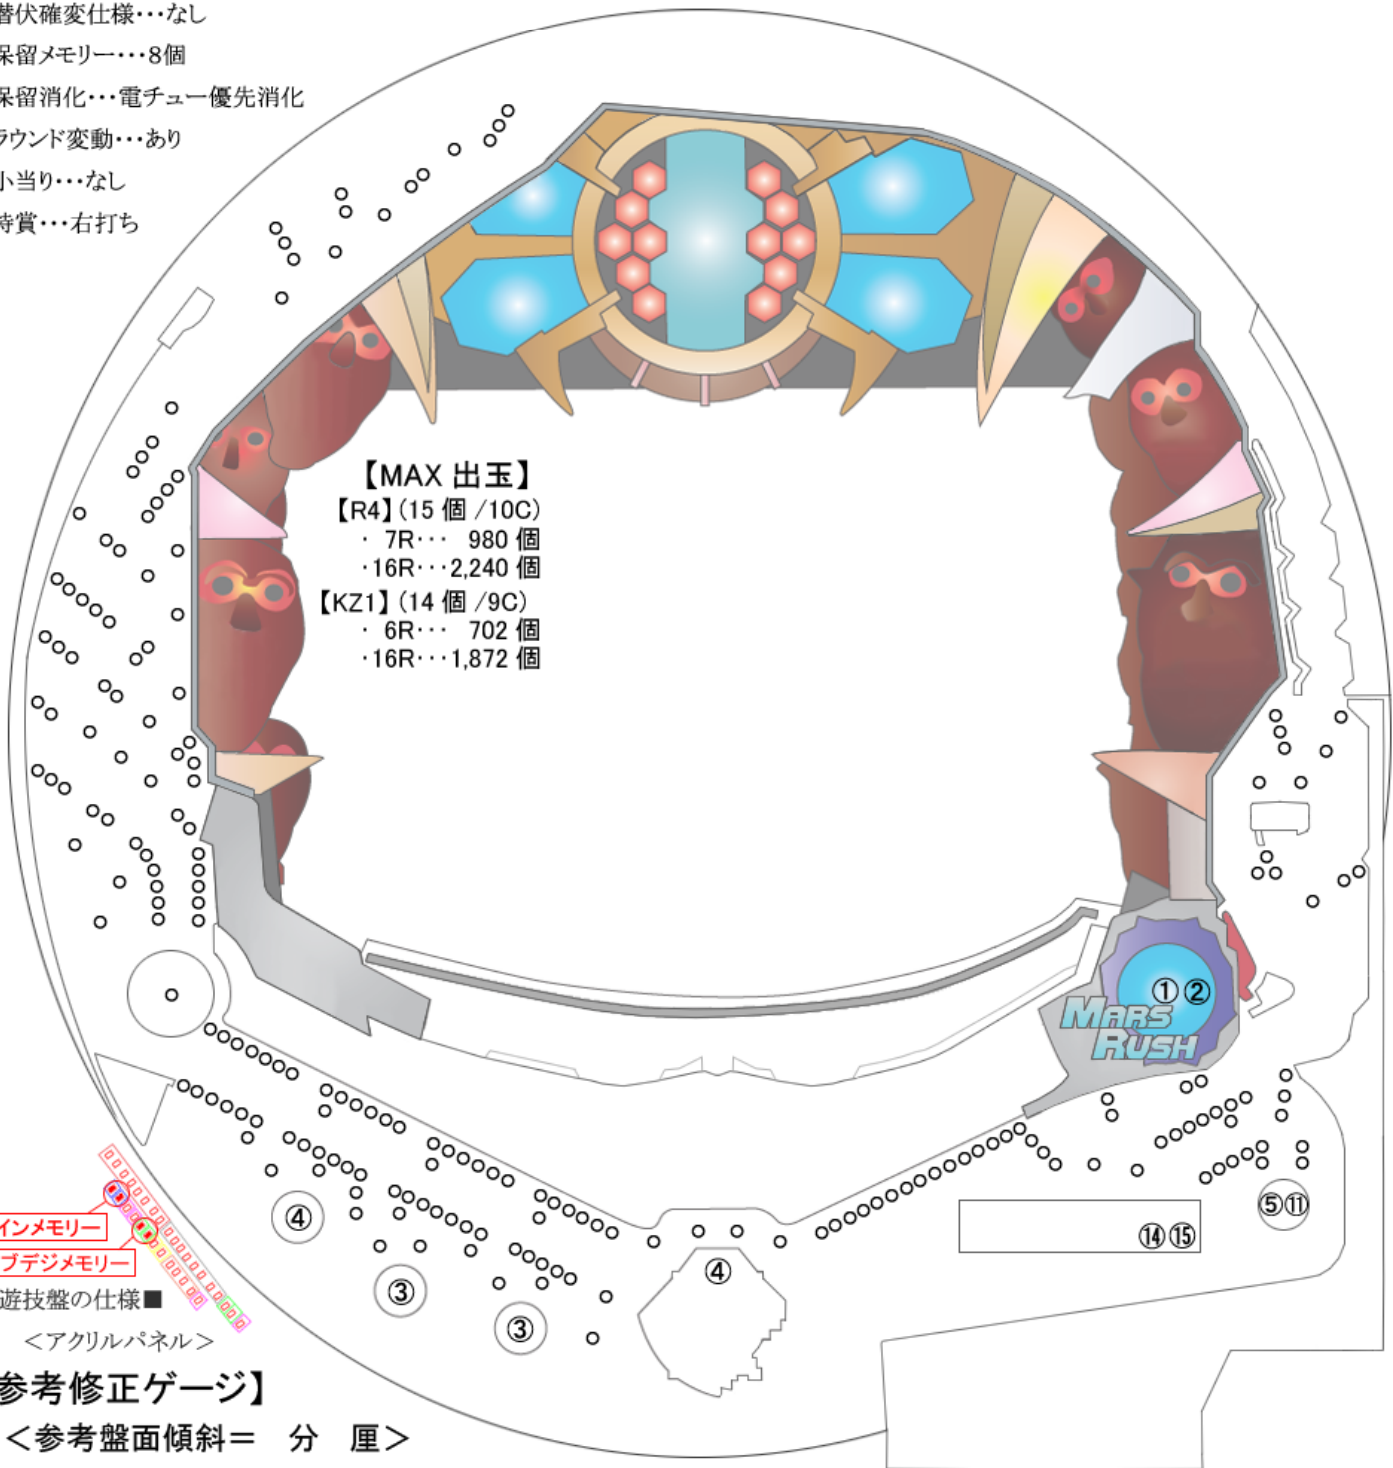 潜伏確変仕様･･･なし
保留メモリー･･･8個
保留消化･･･電チュー優先消化
ラウンド変動･･･あり
小当り･･･なし
特賞･･･右打ち
【MAX 出玉】
【R4】(15 個 /10C)
･ 7R･･･ 980 個
･16R･･･2,240 個
【KZ1】(14 個 /9C)
･ 6R･･･ 702 個
･16R･･･1,872 個
① ②
MARS
RUSH
④
③
③
④
⑭ ⑮
⑤⑪
インメモリー
ブデジメモリー
遊技盤の仕様■
＜アクリルパネル＞
参考修正ゲージ】
＜参考盤面傾斜＝ 分 厘＞